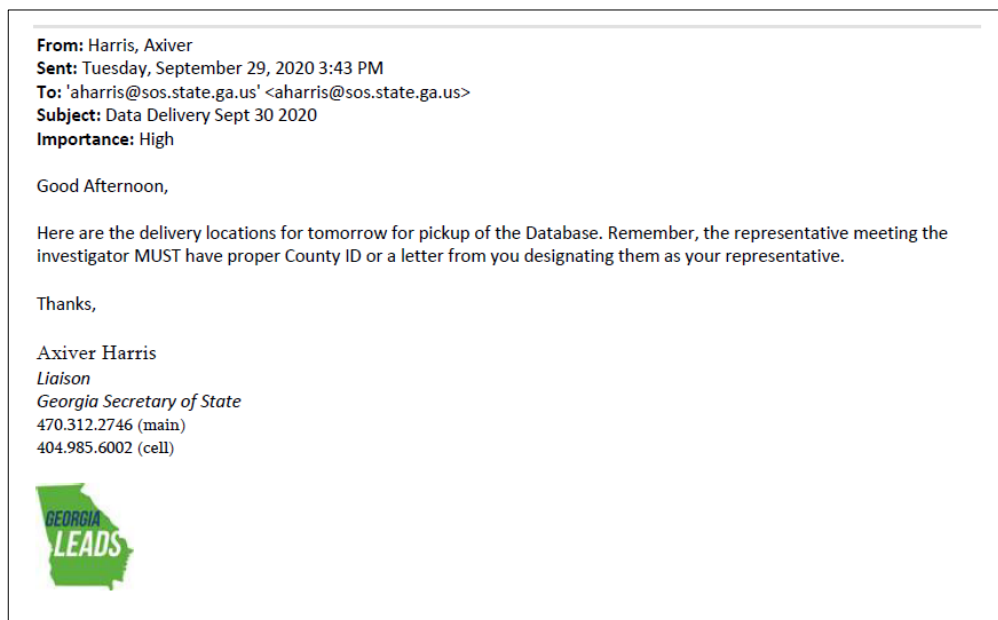 From: Harris, Axiver
Sent: Tuesday, September 29, 2020 3:43 PM
To: 'aharris@sos.state.ga.us' <aharris@sos.state.ga.us>
Subject: Data Delivery Sept 30 2020
Importance: High
Good Afternoon,
Here are the delivery locations for tomorrow for pickup of the Database. Remember, the representative meeting the
investigator MUST have proper County ID or a letter from you designating them as your representative.
Thanks,
Axiver Harris
Liaison
Georgia Secretary of State
470.312.2746 (main)
404.985.6002 (cell)
GEORGIA
LEADS